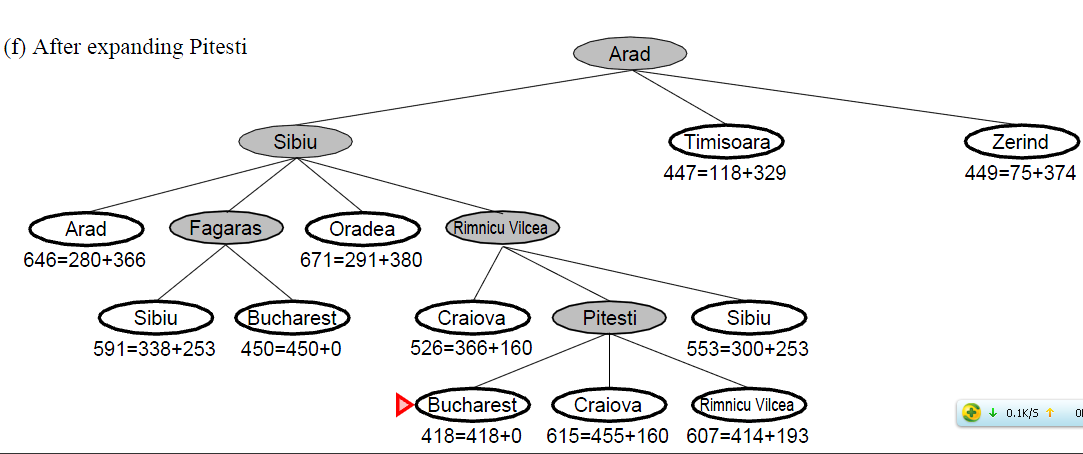 (f) After expanding Pitesti
Arad
Sibiu
Timisoara
Zerind
447=118+329
449=75+374
Arad
Fagaras
Oradea
Rimnicu Vilcea
646=280+366
671=291+380
Sibiu
Bucharest
Craiova
Pitesti
Sibiu
591=338+253
450=450+0
526=366+160
553=300+253
Bucharest
Craiova
Rimnicu Vilcea
418=418+0
615=455+160
607=414+193
0.1K/S